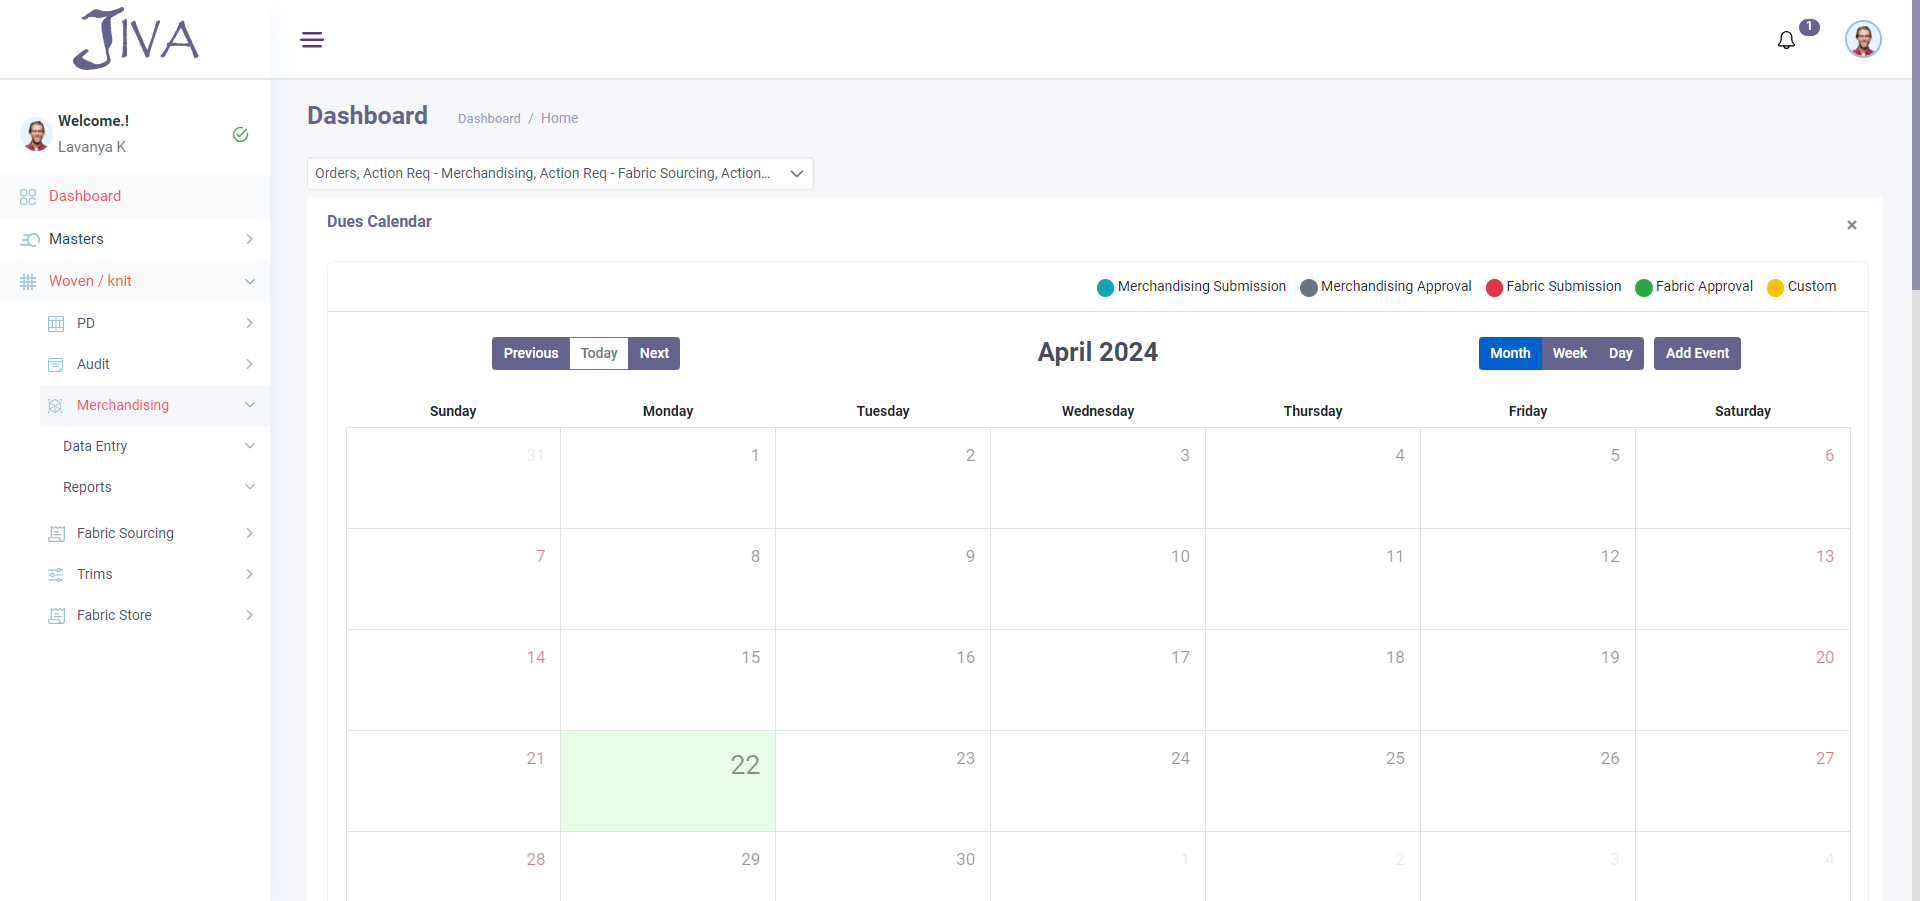 JIVA
1
Welcome.!
Lavanya K
Dashboard
Masters
Woven / knit
PD
Audit
Merchandising
Data Entry
Reports
Fabric Sourcing
Trims
Fabric Store
Dashboard
Dashboard / Home
Orders, Action Req - Merchandising, Action Req - Fabric Sourcing, Action...
Dues Calendar
×
Merchandising Submission Merchandising Approval Fabric Submission Fabric Approval Custom
Previous Today Next
April 2024
Month Week Day Add Event
Sunday Monday Tuesday Wednesday Thursday Friday Saturday
31 1 2 3 4 5 6
7 8 9 10 11 12 13
14 15 16 17 18 19 20
21 22 23 24 25 26 27
28 29 30 1 2 3 4